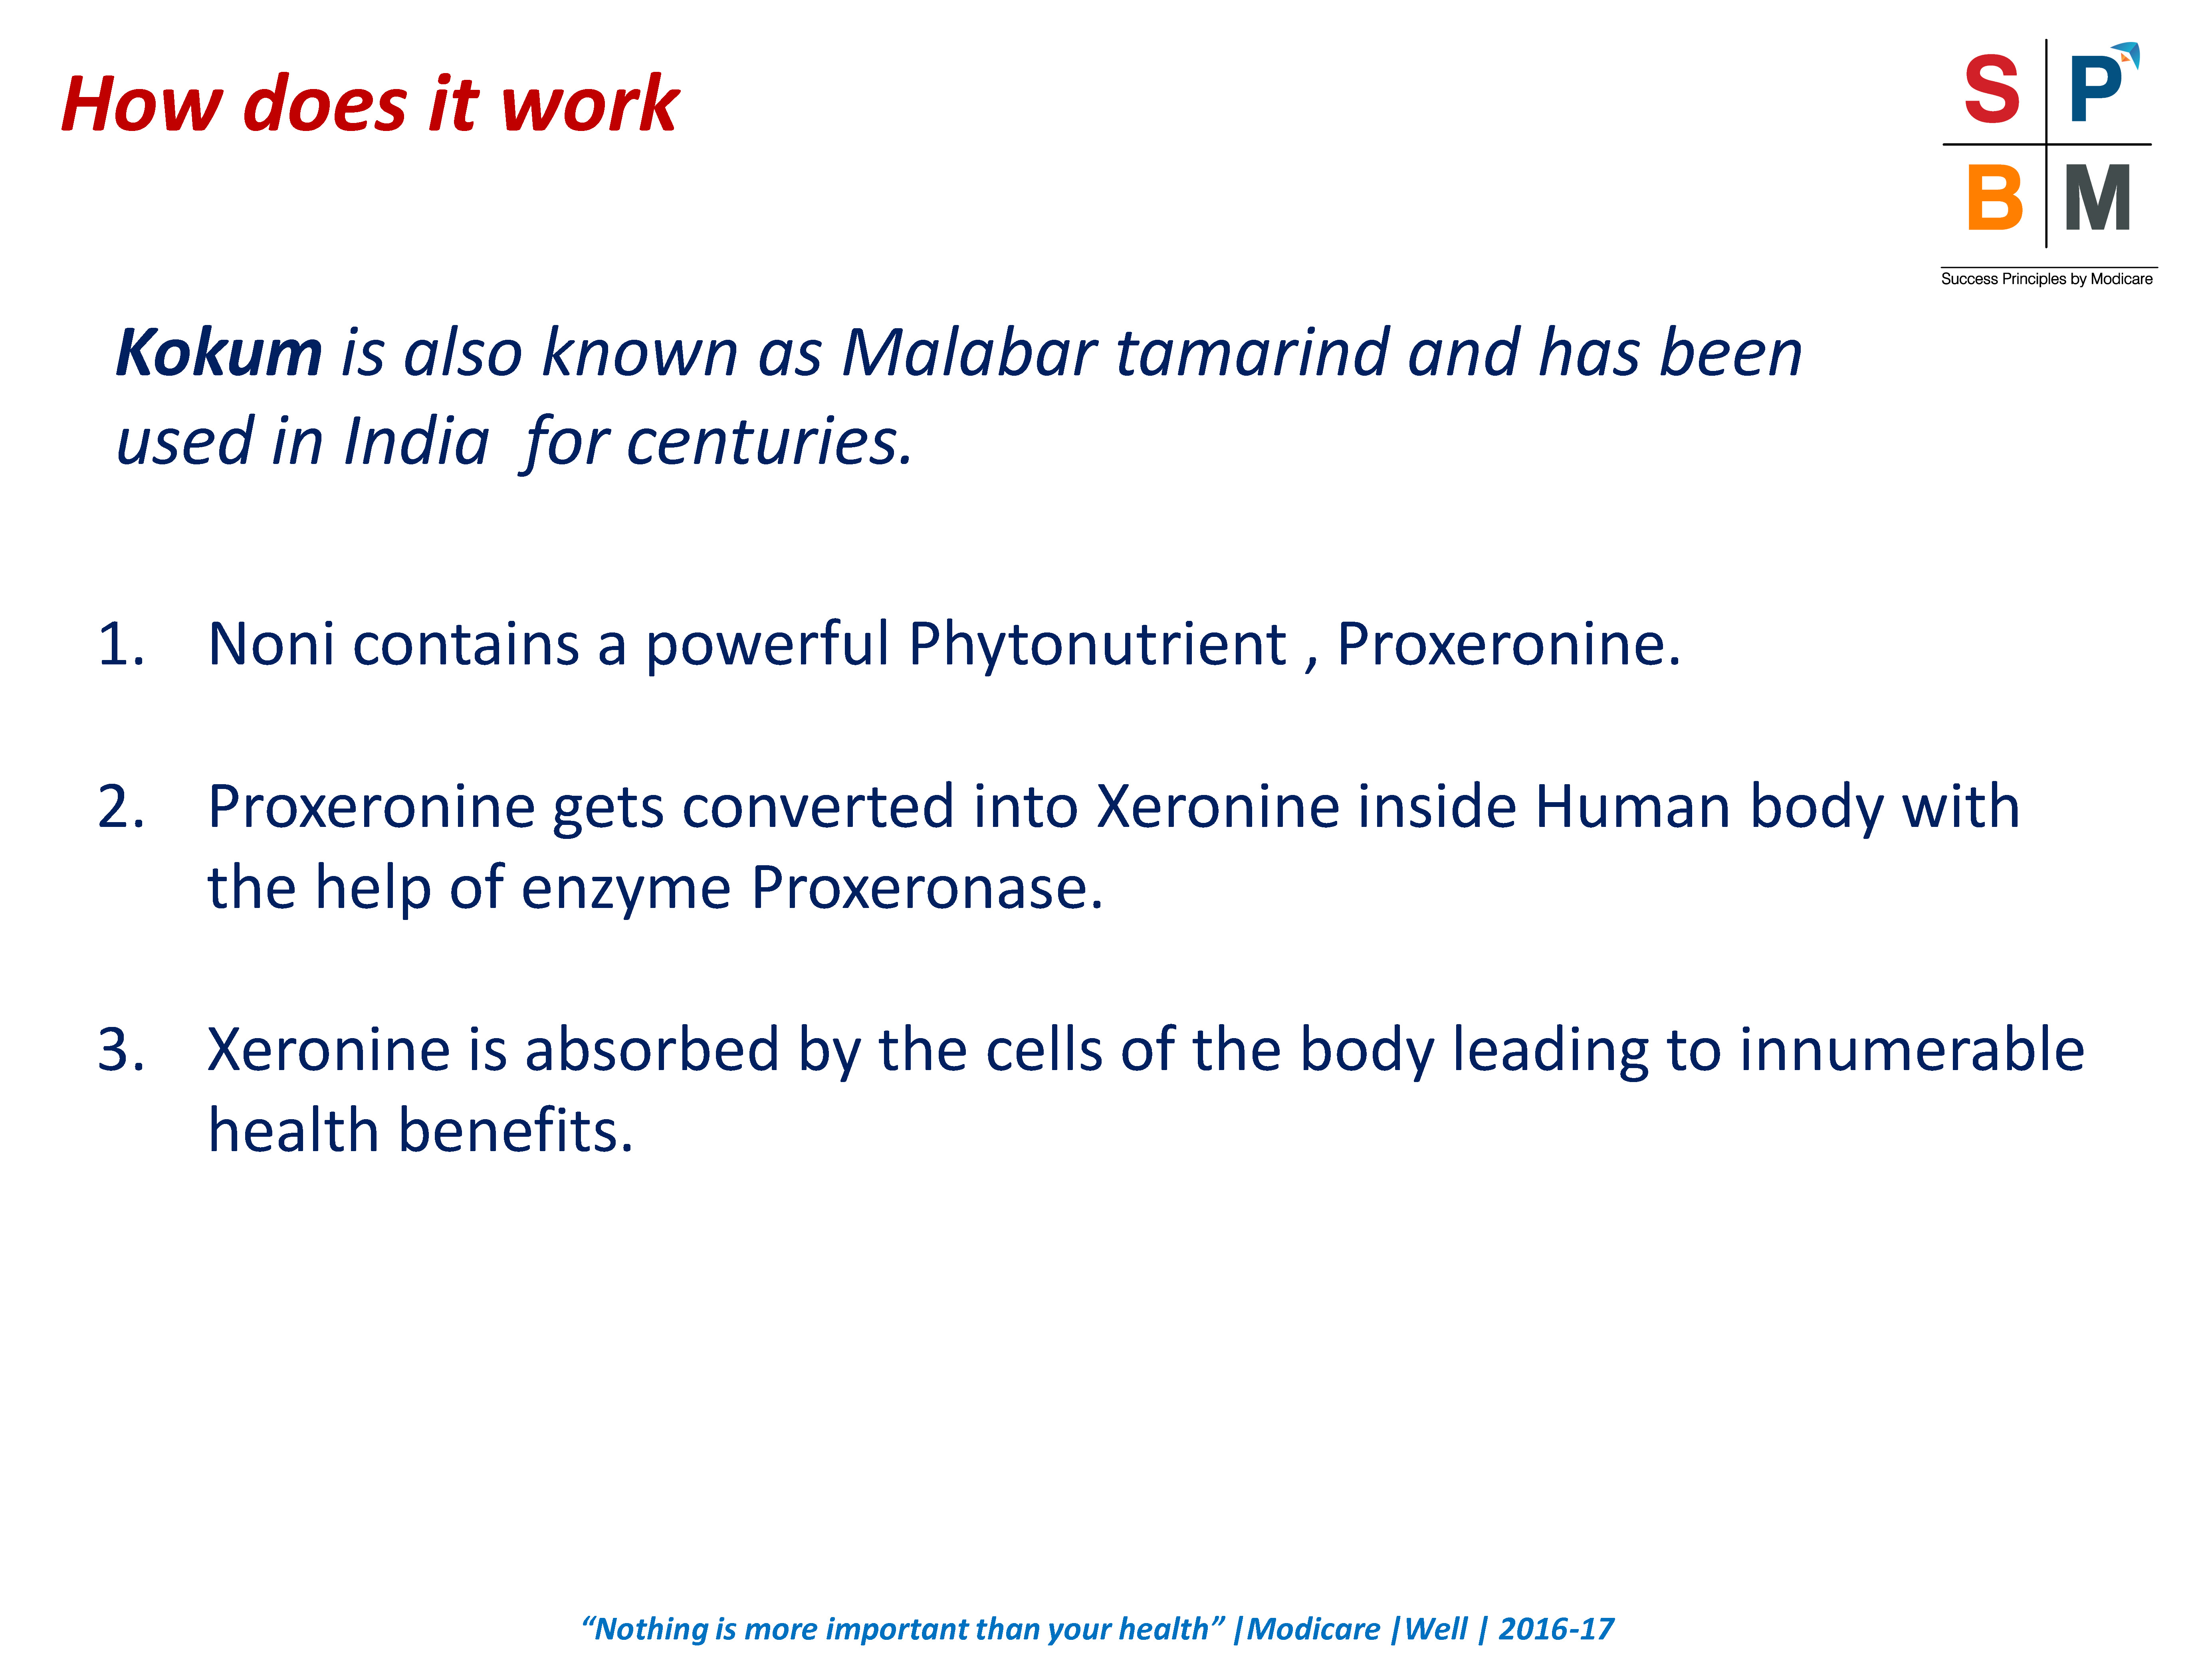 How does it work
S P
B M
Success Principles by Modicare
Kokum is also known as Malabar tamarind and has been
used in India  for centuries.
1. Noni contains a powerful Phytonutrient , Proxeronine.
2. Proxeronine gets converted into Xeronine inside Human body with
the help of enzyme Proxeronase.
3. Xeronine is absorbed by the cells of the body leading to innumerable
health benefits.
“Nothing is more important than your health” |Modicare |Well | 2016-17